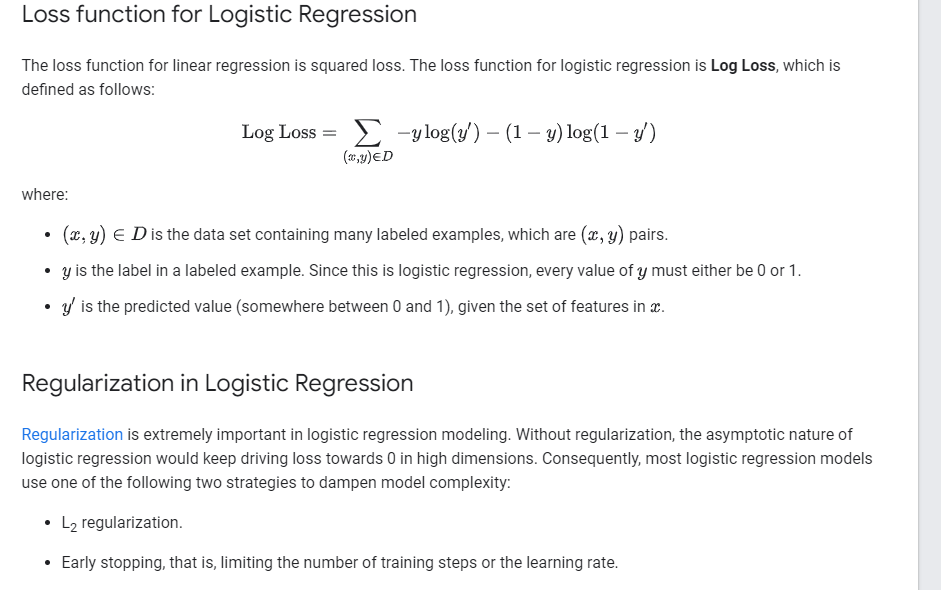 Loss function for Logistic Regression
The loss function for linear regression is squared loss. The loss function for logistic regression is Log Loss, which is
defined as follows:
Log Loss = ∑ −y log(y′) − (1 − y) log(1 − y′)
(x,y)∈D
where:
• (x, y) ∈ D is the data set containing many labeled examples, which are (x, y) pairs.
• y is the label in a labeled example. Since this is logistic regression, every value of y must either be 0 or 1.
• y′ is the predicted value (somewhere between 0 and 1), given the set of features in x.
Regularization in Logistic Regression
Regularization is extremely important in logistic regression modeling. Without regularization, the asymptotic nature of
logistic regression would keep driving loss towards 0 in high dimensions. Consequently, most logistic regression models
use one of the following two strategies to dampen model complexity:
• L₂ regularization.
• Early stopping, that is, limiting the number of training steps or the learning rate.